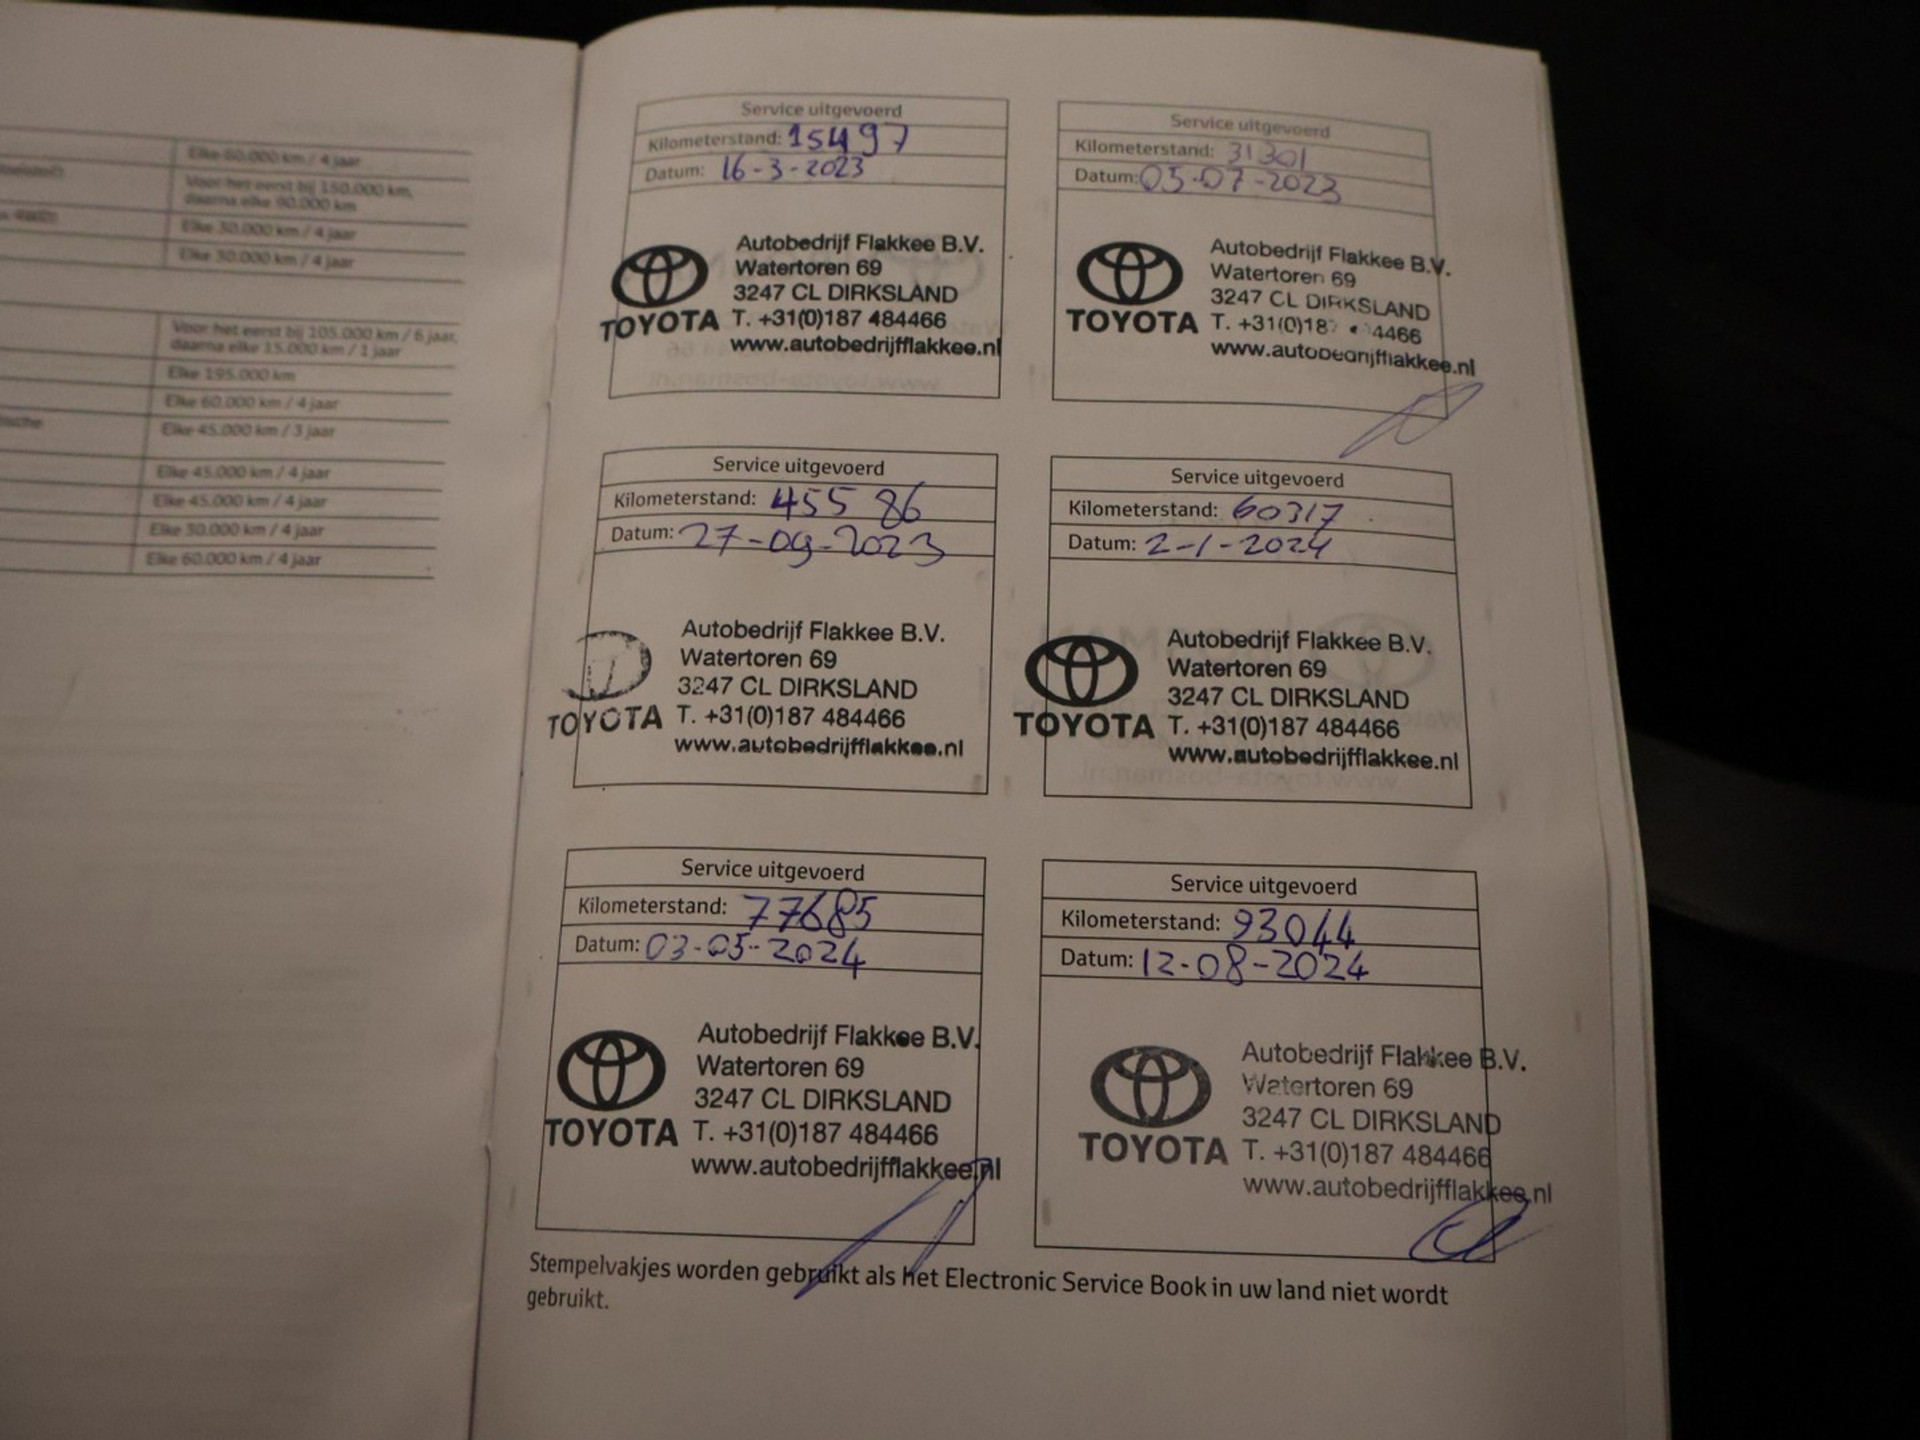 Elke 60.000 km / 4 jaar
Voor het eerst bij 150.000 km,
daarna elke 90.000 km
Elke 30.000 km / 4 jaar
Elke 30.000 km / 4 jaar
Voor het eerst bij 105.000 km / 6 jaar,
daarna elke 15.000 km / 1 jaar
Elke 195.000 km
Elke 60.000 km / 4 jaar
Elke 45.000 km / 3 jaar
Elke 45.000 km / 4 jaar
Elke 45.000 km / 4 jaar
Elke 30.000 km / 4 jaar
Elke 60.000 km / 4 jaar
Service uitgevoerd
Kilometerstand: 15497
Datum: 16-3-2023
Autobedrijf Flakkee B.V.
Watertoren 69
3247 CL DIRKSLAND
TOYOTA T. +31(0)187 484466
www.autobedrijfflakkee.nl
Service uitgevoerd
Kilometerstand: 31301
Datum: 05-07-2023
Autobedrijf Flakkee B.V.
Watertoren 69
3247 CL DIRKSLAND
TOYOTA T. +31(0)187 4466
www.autobedrijfflakkee.nl
Service uitgevoerd
Kilometerstand: 45586
Datum: 27-09-2023
Autobedrijf Flakkee B.V.
Watertoren 69
3247 CL DIRKSLAND
TOYOTA T. +31(0)187 484466
www.autobedrijfflakkee.nl
Service uitgevoerd
Kilometerstand: 60317
Datum: 2-1-2024
Autobedrijf Flakkee B.V.
Watertoren 69
3247 CL DIRKSLAND
TOYOTA T. +31(0)187 484466
www.autobedrijfflakkee.nl
Service uitgevoerd
Kilometerstand: 77685
Datum: 03-05-2024
Autobedrijf Flakkee B.V.
Watertoren 69
3247 CL DIRKSLAND
TOYOTA T. +31(0)187 484466
www.autobedrijfflakkee.nl
Service uitgevoerd
Kilometerstand: 93044
Datum: 12-08-2024
Autobedrijf Flakkee B.V.
Watertoren 69
3247 CL DIRKSLAND
TOYOTA T. +31(0)187 484466
www.autobedrijfflakkee.nl
Stempelvakjes worden gebruikt als het Electronic Service Book in uw land niet wordt
gebruikt.